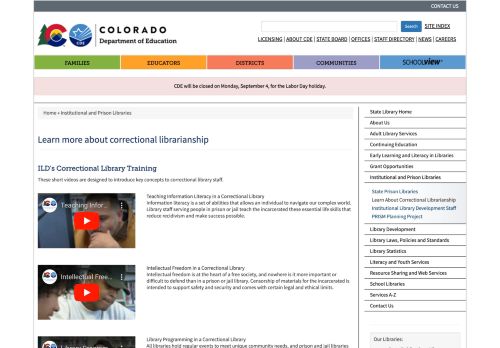 CONTACT US
COLORADO
Department of Education
CDE
Search
SITE INDEX
LICENSING | ABOUT CDE | STATE BOARD | OFFICES | STAFF DIRECTORY | NEWS | CAREERS
FAMILIES
EDUCATORS
DISTRICTS
COMMUNITIES
SCHOOLVIEW
CDE will be closed on Monday, September 4, for the Labor Day holiday.
Home » Institutional and Prison Libraries
Learn more about correctional librarianship
ILD's Correctional Library Training
These short videos are designed to introduce key concepts to correctional library staff.
Teaching Infor...
Teaching Information Literacy in a Correctional Library
Information literacy is a set of abilities that allows an individual to navigate our complex world.
Library staff serving people in prison or jail teach the incarcerated these essential life skills that
reduce recidivism and make success possible.
Intellectual Free...
Intellectual Freedom in a Correctional Library
Intellectual freedom is at the heart of a free society, and nowhere is it more important or
difficult to defend than in a prison or jail library. Censorship of materials for the incarcerated is
intended to support safety and security and comes with certain legal and ethical limits.
Library Programming in a Correctional Library
All libraries hold regular events to meet unique community needs, and prison and jail libraries
State Library Home
About Us
Adult Library Services
Continuing Education
Early Learning and Literacy in Libraries
Grant Opportunities
Institutional and Prison Libraries
State Prison Libraries
Learn About Correctional Librarianship
Institutional Library Development Staff
PRISM Planning Project
Library Development
Library Laws, Policies and Standards
Library Statistics
Literacy and Youth Services
Resource Sharing and Web Services
School Libraries
Services A-Z
Contact Us
Our Libraries: